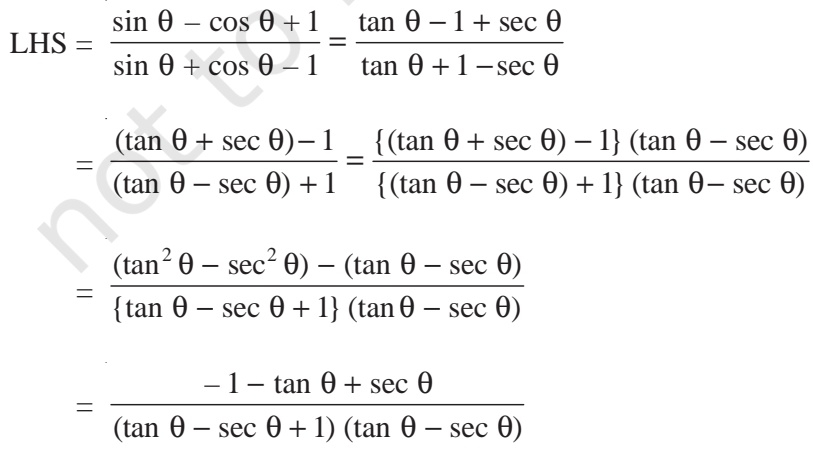 LHS = (sin θ – cos θ + 1)/(sin θ + cos θ – 1) = (tan θ − 1 + sec θ)/(tan θ + 1 − sec θ)
= ((tan θ + sec θ) − 1)/((tan θ − sec θ) + 1) = ({(tan θ + sec θ) − 1} (tan θ − sec θ))/({(tan θ − sec θ) + 1} (tan θ − sec θ))
= ((tan² θ − sec² θ) − (tan θ − sec θ))/({tan θ − sec θ + 1} (tan θ − sec θ))
= (– 1 − tan θ + sec θ)/((tan θ − sec θ + 1) (tan θ − sec θ))
not to